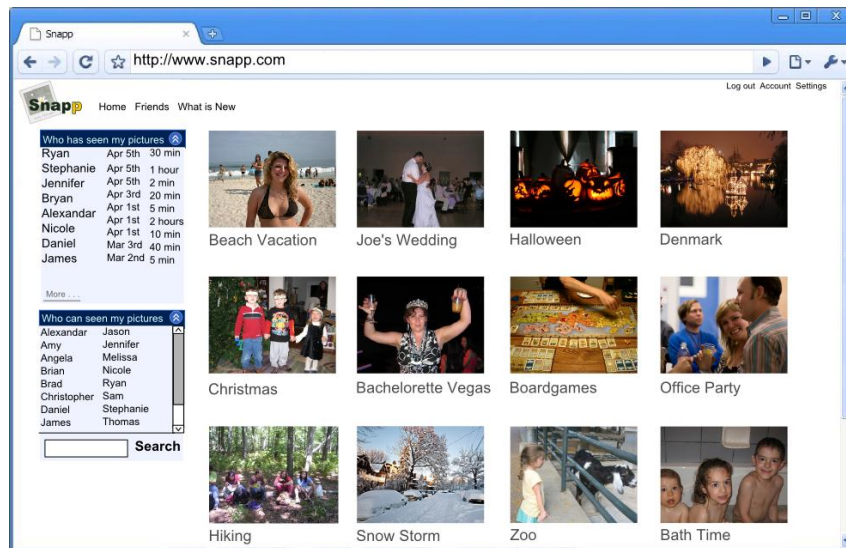 Snapp
http://www.snapp.com
Log out Account Settings
Snapp
Home Friends What is New
Who has seen my pictures
Ryan Apr 5th 30 min
Stephanie Apr 5th 1 hour
Jennifer Apr 5th 2 min
Bryan Apr 3rd 20 min
Alexandar Apr 1st 5 min
Nicole Apr 1st 2 hours
Daniel Apr 1st 10 min
James Mar 3rd 40 min
Mar 2nd 5 min
More . . .
Who can see my pictures
Alexandar Jason
Amy Jennifer
Angela Melissa
Brian Nicole
Brad Ryan
Christopher Sam
Daniel Stephanie
James Thomas
Search
Beach Vacation
Joe's Wedding
Halloween
Denmark
Christmas
Bachelorette Vegas
Boardgames
Office Party
Hiking
Snow Storm
Zoo
Bath Time